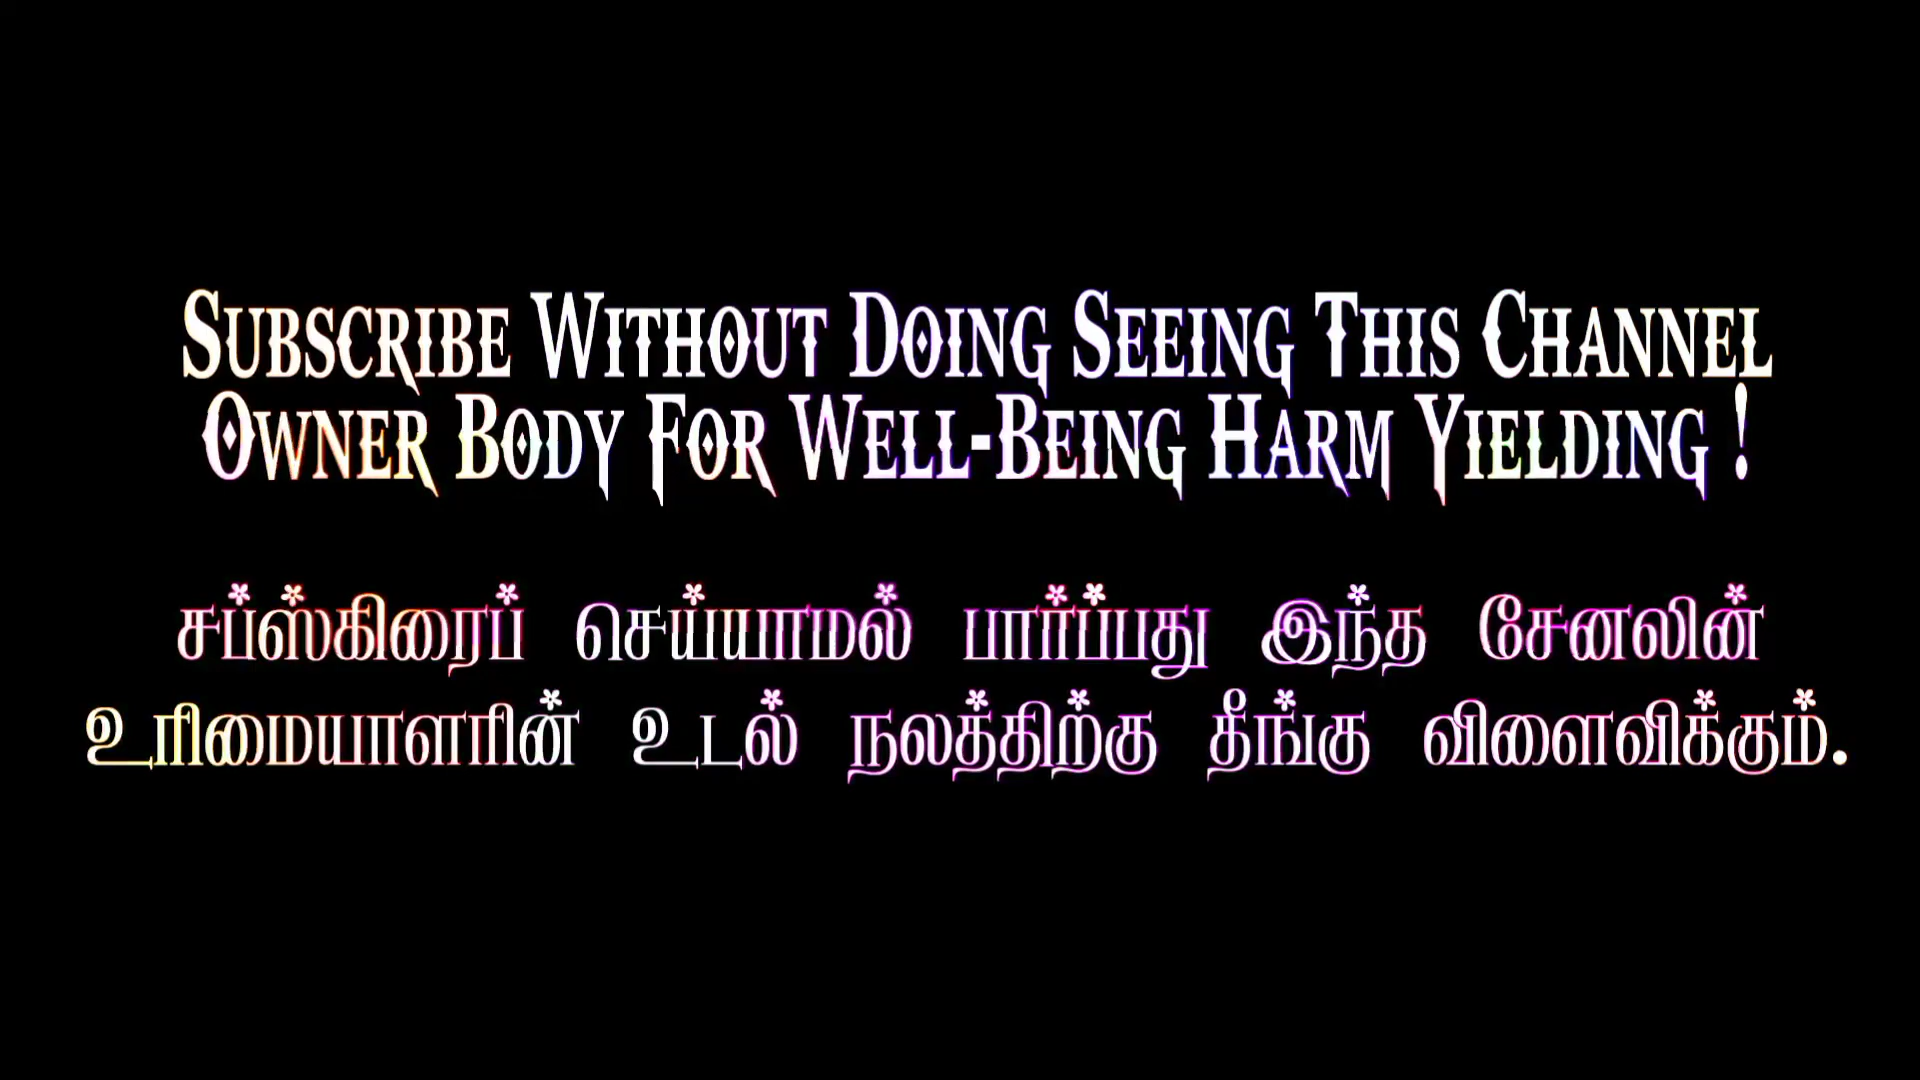 Subscribe Without Doing Seeing This Channel
Owner Body For Well-Being Harm Yielding !
சப்ஸ்கிரைப் செய்யாமல் பார்ப்பது இந்த சேனலின்
உரிமையாளரின் உடல் நலத்திற்கு தீங்கு விளைவிக்கும்.